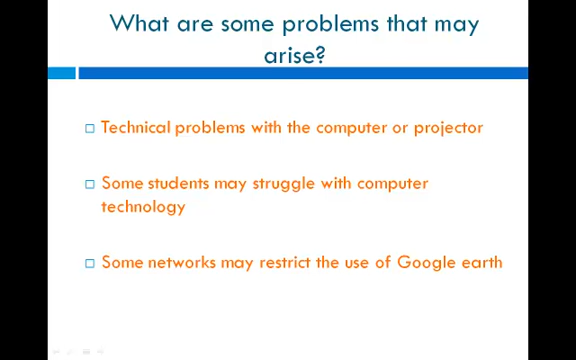 What are some problems that may
arise?
Technical problems with the computer or projector
Some students may struggle with computer
technology
Some networks may restrict the use of Google earth